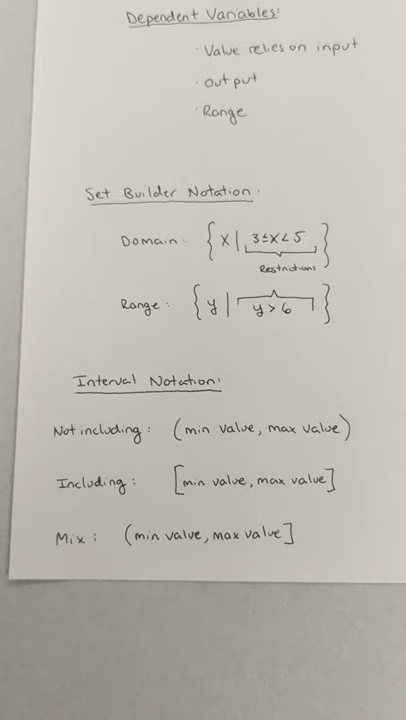 Dependent Variables:
· Value relies on input
· output
· Range
Set Builder Notation:
Domain: { x | 3≤x<5 }
Restrictions
Range: { y | y>6 }
Interval Notation:
Not including: (min value, max value)
Including: [min value, max value]
Mix: (min value, max value]